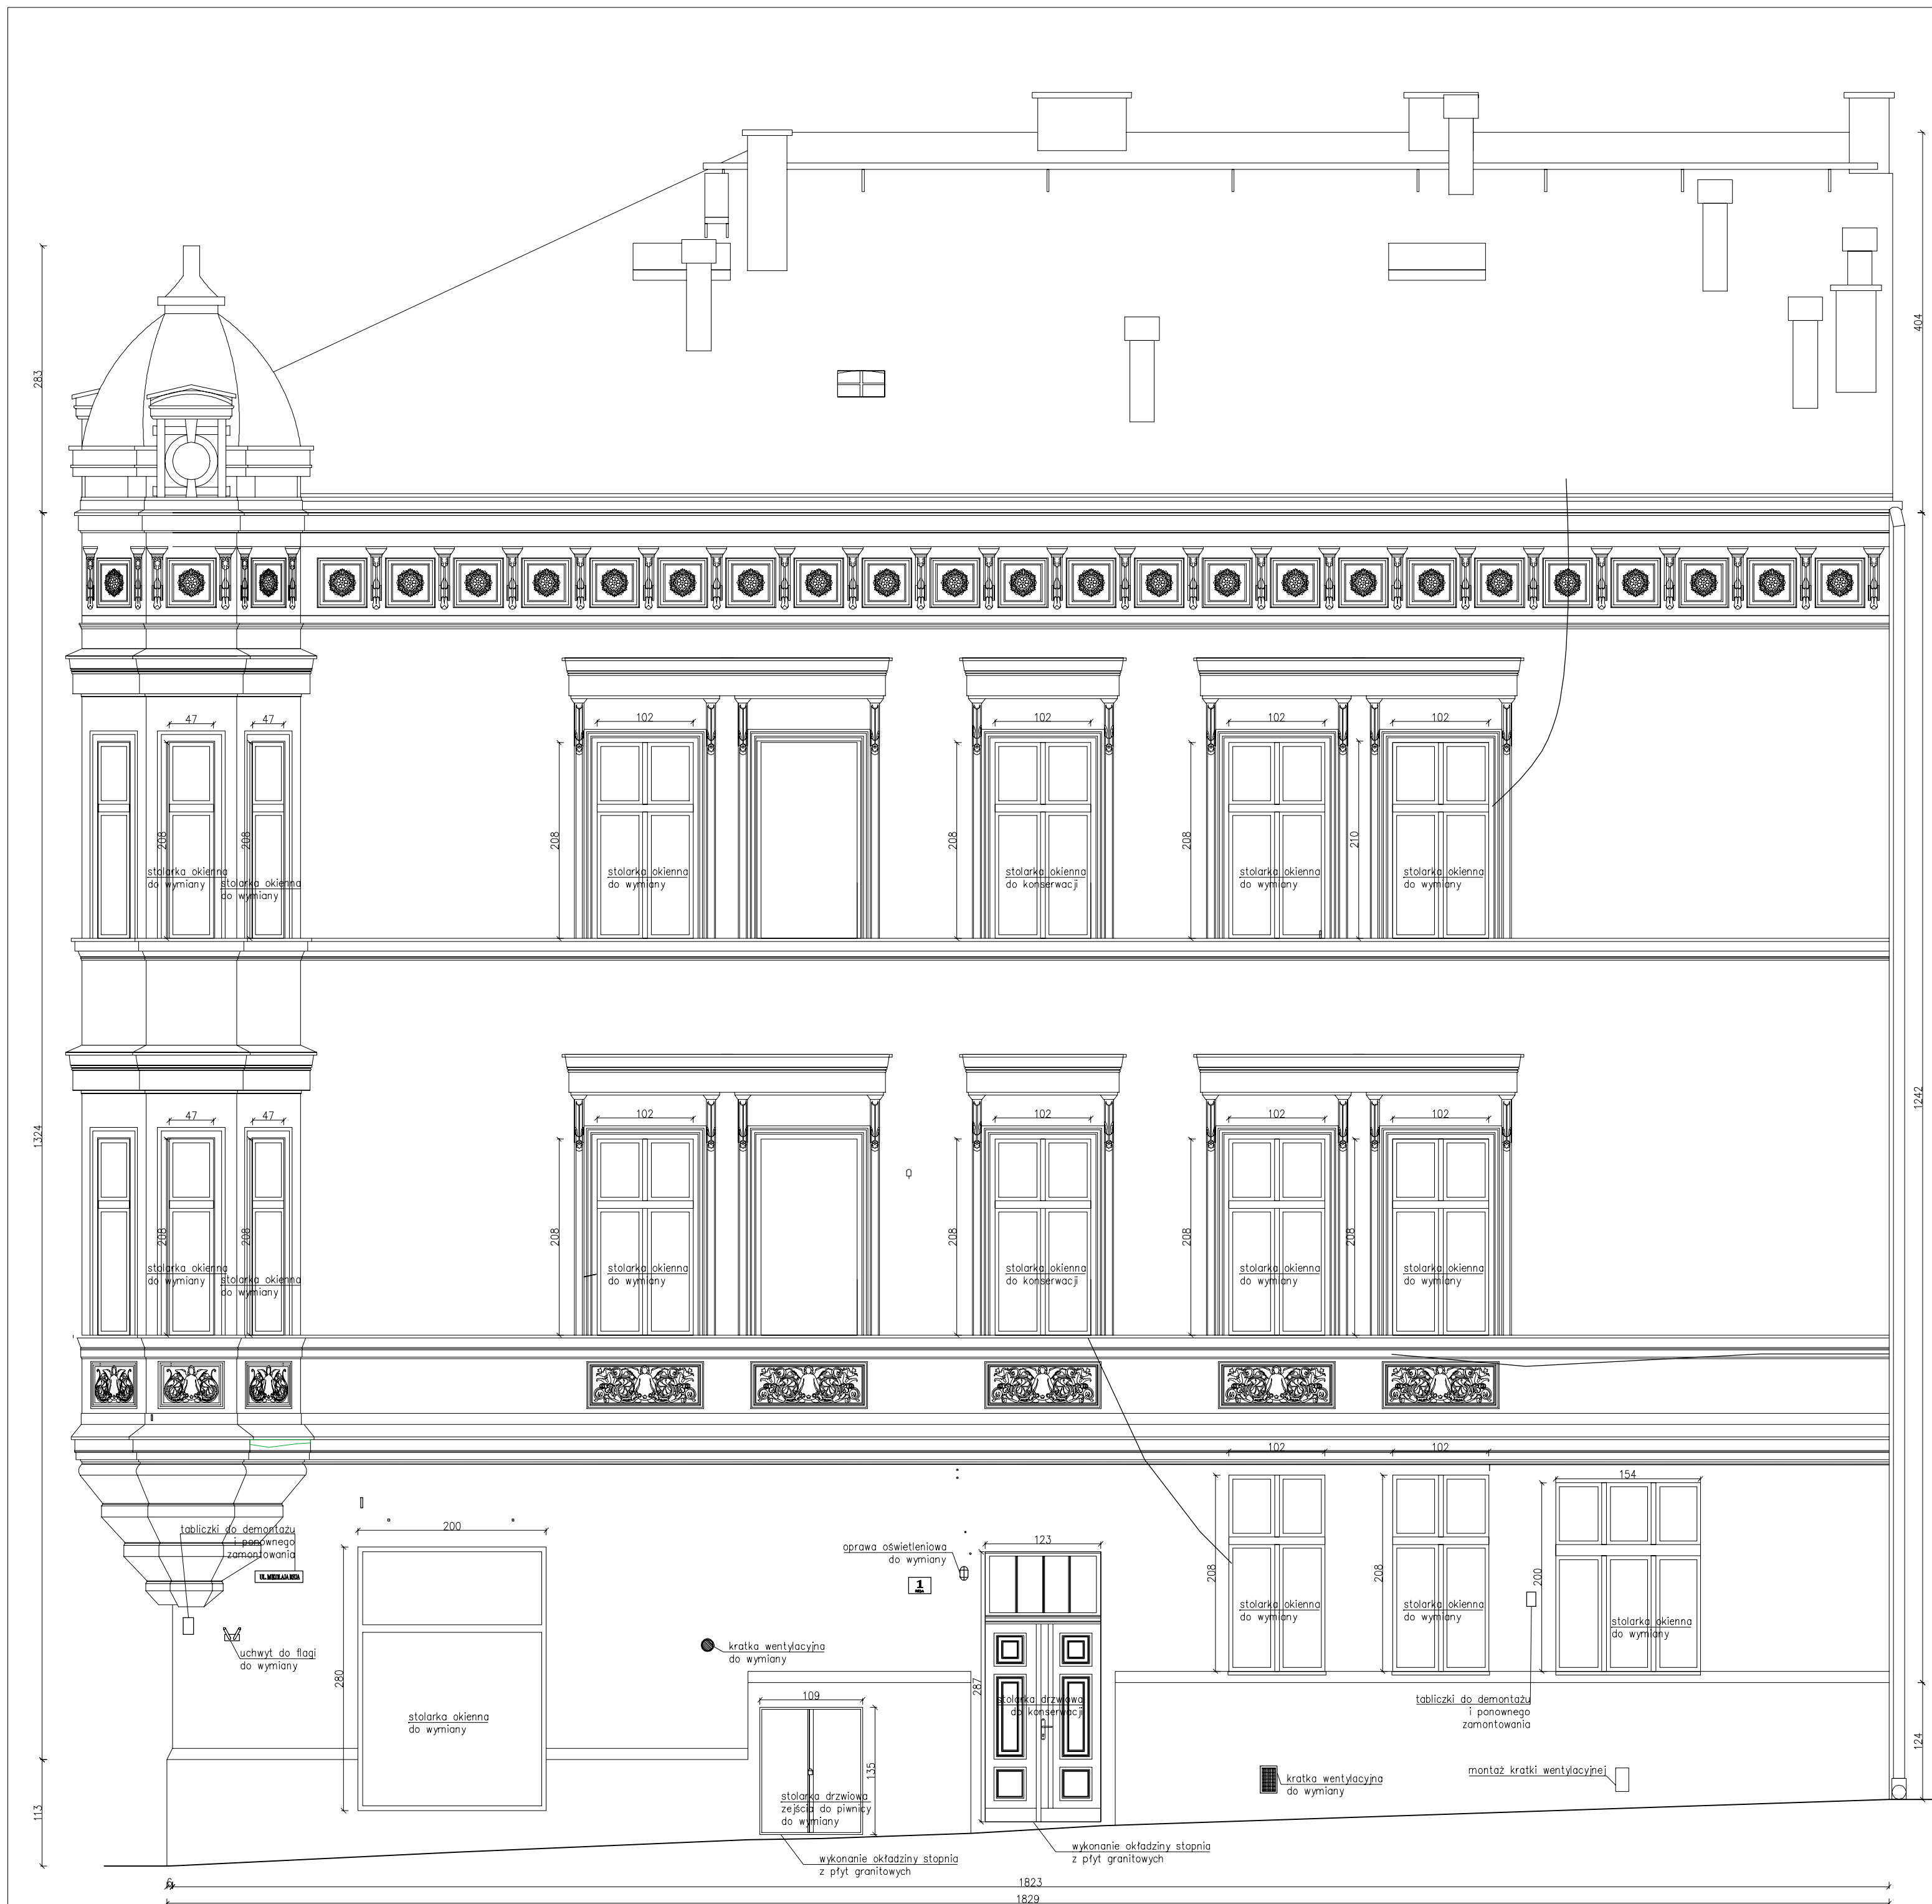 404
283
47
47
102
102
102
102
208
208
208
208
208
210
stolarka okienna
do wymiany
stolarka okienna
do wymiany
stolarka okienna
do wymiany
stolarka okienna
do konserwacji
stolarka okienna
do wymiany
stolarka okienna
do wymiany
1324
1242
47
47
102
102
102
102
208
208
208
208
208
208
stolarka okienna
do wymiany
stolarka okienna
do wymiany
stolarka okienna
do wymiany
stolarka okienna
do konserwacji
stolarka okienna
do wymiany
stolarka okienna
do wymiany
102
102
154
200
123
tabliczki do demontażu
i ponownego
zamontowania
UL. MIKOŁAJA REJA
oprawa oświetleniowa
do wymiany
1
208
208
200
stolarka okienna
do wymiany
stolarka okienna
do wymiany
stolarka okienna
do wymiany
uchwyt do flagi
do wymiany
kratka wentylacyjna
do wymiany
280
287
109
stolarka okienna
do wymiany
stolarka drzwiowa
do konserwacji
tabliczki do demontażu
i ponownego
zamontowania
124
135
113
stolarka drzwiowa
zejścia do piwnicy
do wymiany
kratka wentylacyjna
do wymiany
montaż kratki wentylacyjnej
wykonanie okładziny stopnia
z płyt granitowych
wykonanie okładziny stopnia
z płyt granitowych
6
1823
1829